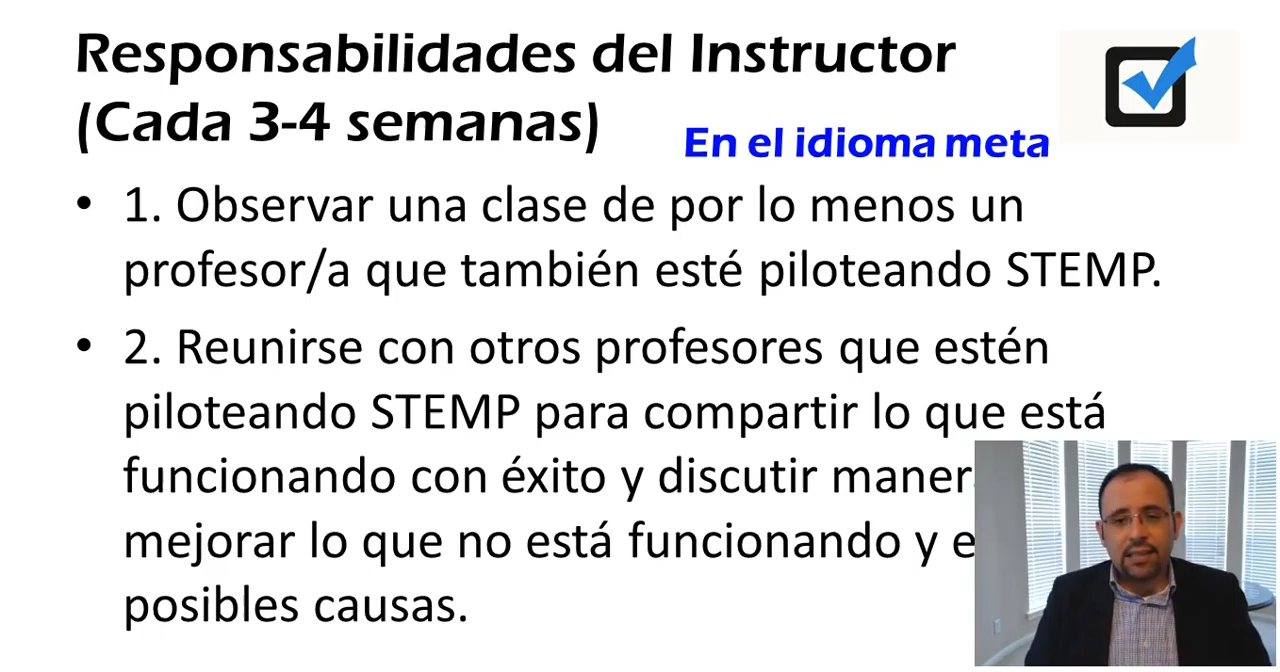 Responsabilidades del Instructor
(Cada 3-4 semanas)
En el idioma meta
• 1. Observar una clase de por lo menos un
profesor/a que también esté piloteando STEMP.
• 2. Reunirse con otros profesores que estén
piloteando STEMP para compartir lo que está
funcionando con éxito y discutir
mejorar lo que no está funcionando y
posibles causas.